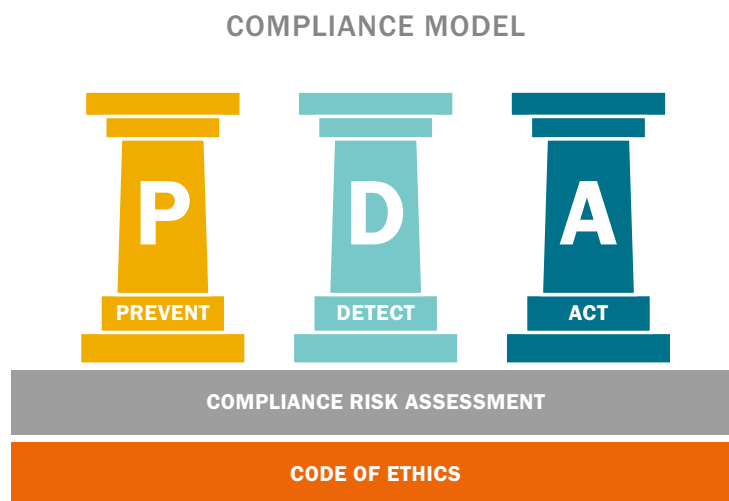 COMPLIANCE MODEL
P D A
PREVENT DETECT ACT
COMPLIANCE RISK ASSESSMENT
CODE OF ETHICS